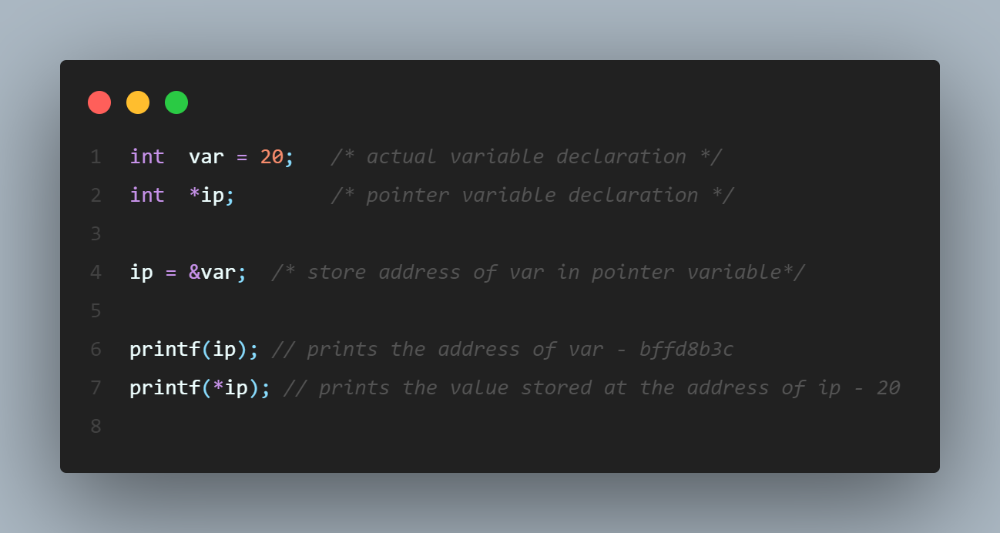 1 int  var = 20;   /* actual variable declaration */
2 int  *ip;        /* pointer variable declaration */
3
4 ip = &var;  /* store address of var in pointer variable*/
5
6 printf(ip); // prints the address of var - bffd8b3c
7 printf(*ip); // prints the value stored at the address of ip - 20
8